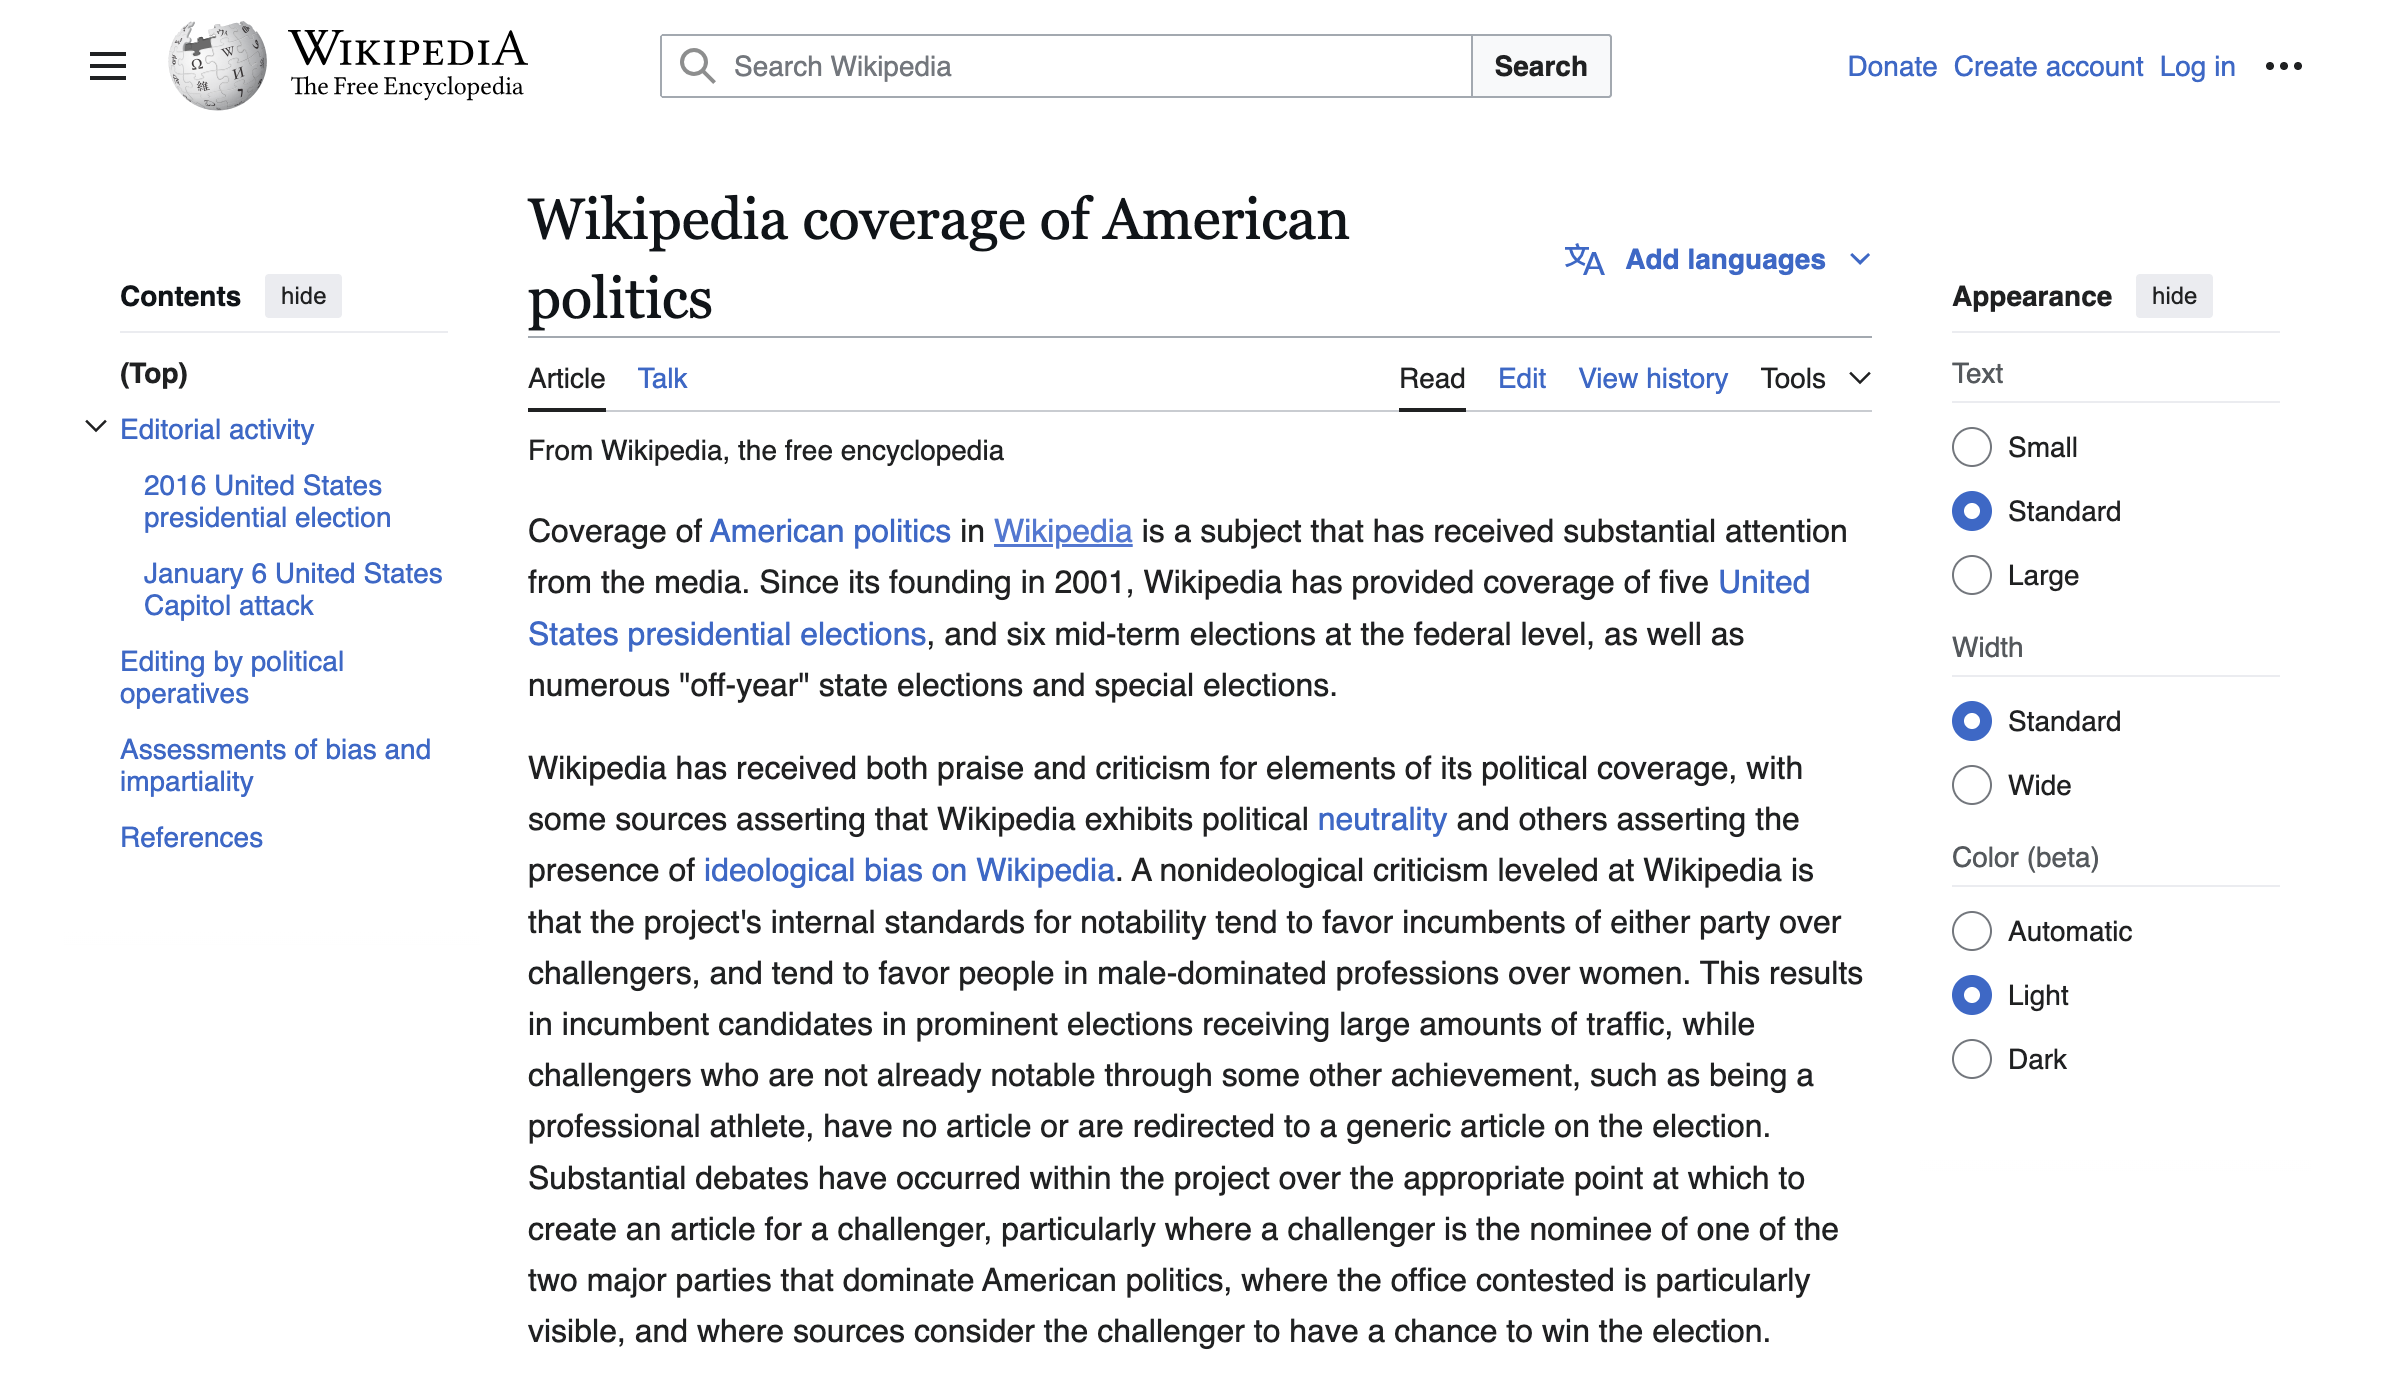 WIKIPEDIA
The Free Encyclopedia
Search Wikipedia
Search
Donate
Create account
Log in
Contents
hide
(Top)
Editorial activity
2016 United States
presidential election
January 6 United States
Capitol attack
Editing by political
operatives
Assessments of bias and
impartiality
References
Wikipedia coverage of American
politics
Add languages
Article
Talk
Read
Edit
View history
Tools
From Wikipedia, the free encyclopedia
Coverage of American politics in Wikipedia is a subject that has received substantial attention
from the media. Since its founding in 2001, Wikipedia has provided coverage of five United
States presidential elections, and six mid-term elections at the federal level, as well as
numerous "off-year" state elections and special elections.
Wikipedia has received both praise and criticism for elements of its political coverage, with
some sources asserting that Wikipedia exhibits political neutrality and others asserting the
presence of ideological bias on Wikipedia. A nonideological criticism leveled at Wikipedia is
that the project's internal standards for notability tend to favor incumbents of either party over
challengers, and tend to favor people in male-dominated professions over women. This results
in incumbent candidates in prominent elections receiving large amounts of traffic, while
challengers who are not already notable through some other achievement, such as being a
professional athlete, have no article or are redirected to a generic article on the election.
Substantial debates have occurred within the project over the appropriate point at which to
create an article for a challenger, particularly where a challenger is the nominee of one of the
two major parties that dominate American politics, where the office contested is particularly
visible, and where sources consider the challenger to have a chance to win the election.
Appearance
hide
Text
Small
Standard
Large
Width
Standard
Wide
Color (beta)
Automatic
Light
Dark